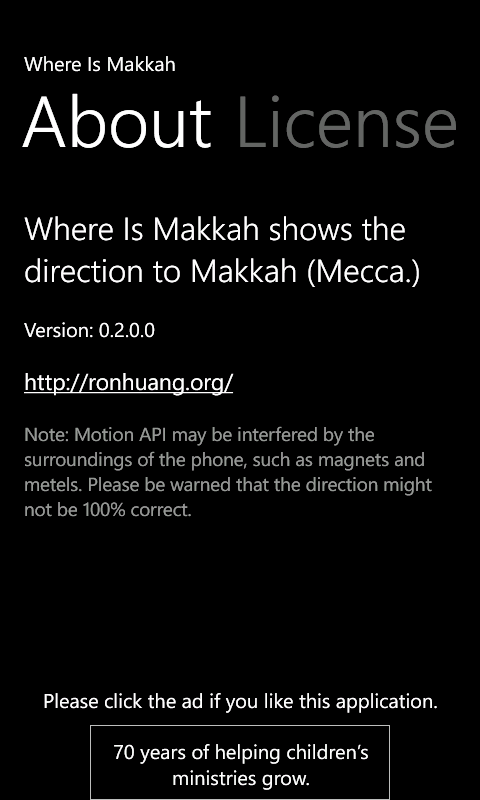 Where Is Makkah
About License
Where Is Makkah shows the
direction to Makkah (Mecca.)
Version: 0.2.0.0
http://ronhuang.org/
Note: Motion API may be interfered by the
surroundings of the phone, such as magnets and
metels. Please be warned that the direction might
not be 100% correct.
Please click the ad if you like this application.
70 years of helping children’s
ministries grow.